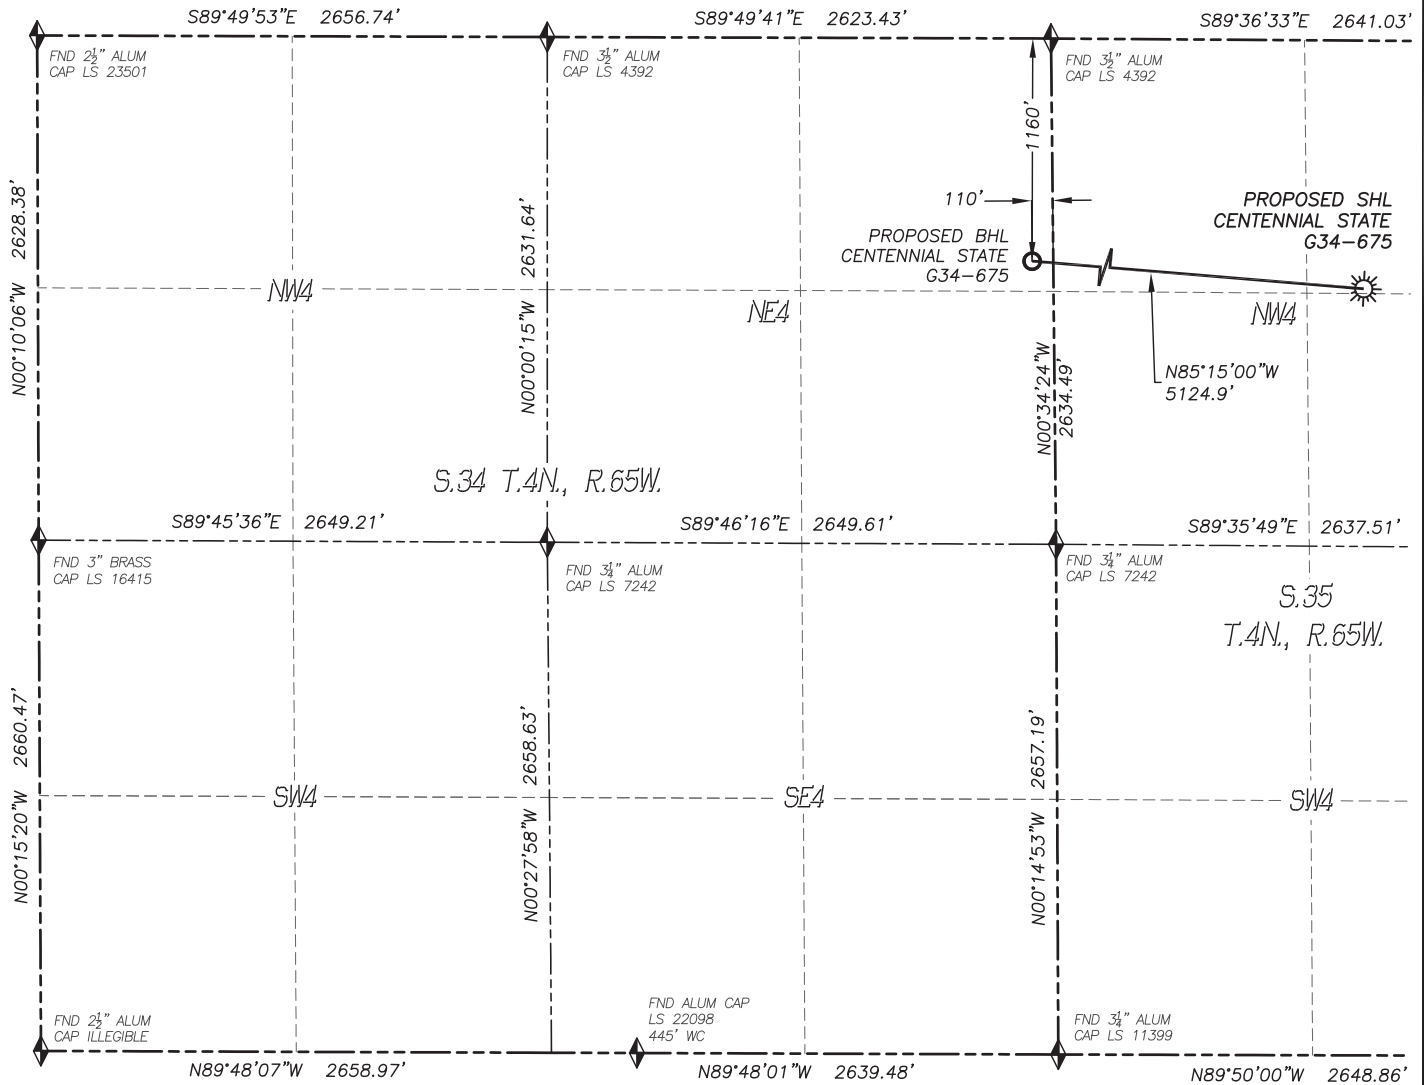 S89°49'53"E 2656.74'
S89°49'41"E 2623.43'
S89°36'33"E 2641.03'
FND 2½" ALUM
CAP LS 23501
FND 3½" ALUM
CAP LS 4392
FND 3½" ALUM
CAP LS 4392
1160'
110'
N00°10'06"W 2628.38'
N00°00'15"W 2631.64'
PROPOSED SHL
CENTENNIAL STATE
G34-675
PROPOSED BHL
CENTENNIAL STATE
G34-675
NW4
NE4
NW4
N00°34'24"W
2634.49'
N85°15'00"W
5124.9'
S.34 T.4N., R.65W.
S89°45'36"E 2649.21'
S89°46'16"E 2649.61'
S89°35'49"E 2637.51'
FND 3" BRASS
CAP LS 16415
FND 3¼" ALUM
CAP LS 7242
FND 3¼" ALUM
CAP LS 7242
S.35
T.4N., R.65W.
N00°15'20"W 2660.47'
N00°27'58"W 2658.63'
N00°14'53"W 2657.19'
SW4
SE4
SW4
FND 2½" ALUM
CAP ILLEGIBLE
FND ALUM CAP
LS 22098
445' WC
FND 3¼" ALUM
CAP LS 11399
N89°48'07"W 2658.97'
N89°48'01"W 2639.48'
N89°50'00"W 2648.86'